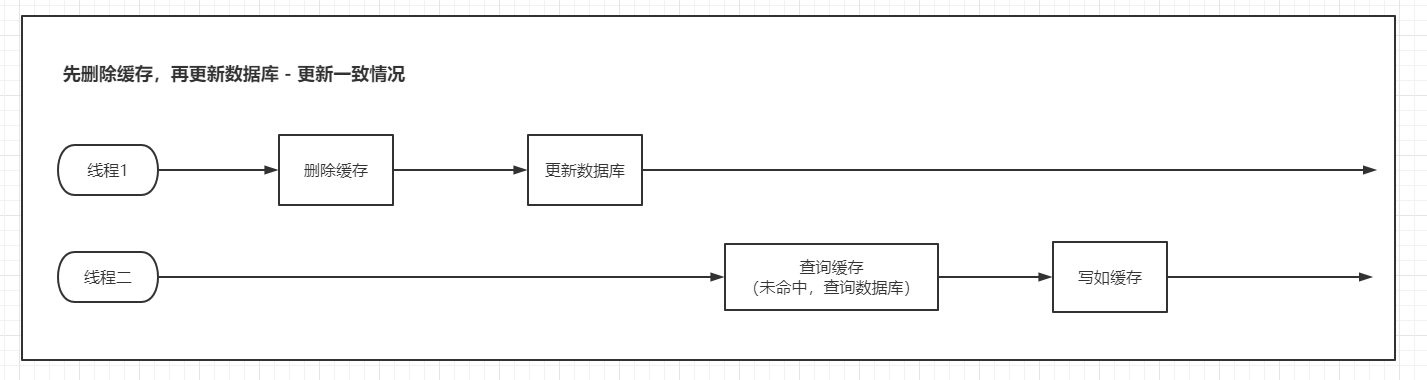 先删除缓存，再更新数据库 - 更新一致情况
线程1
删除缓存
更新数据库
线程二
查询缓存
（未命中，查询数据库）
写如缓存